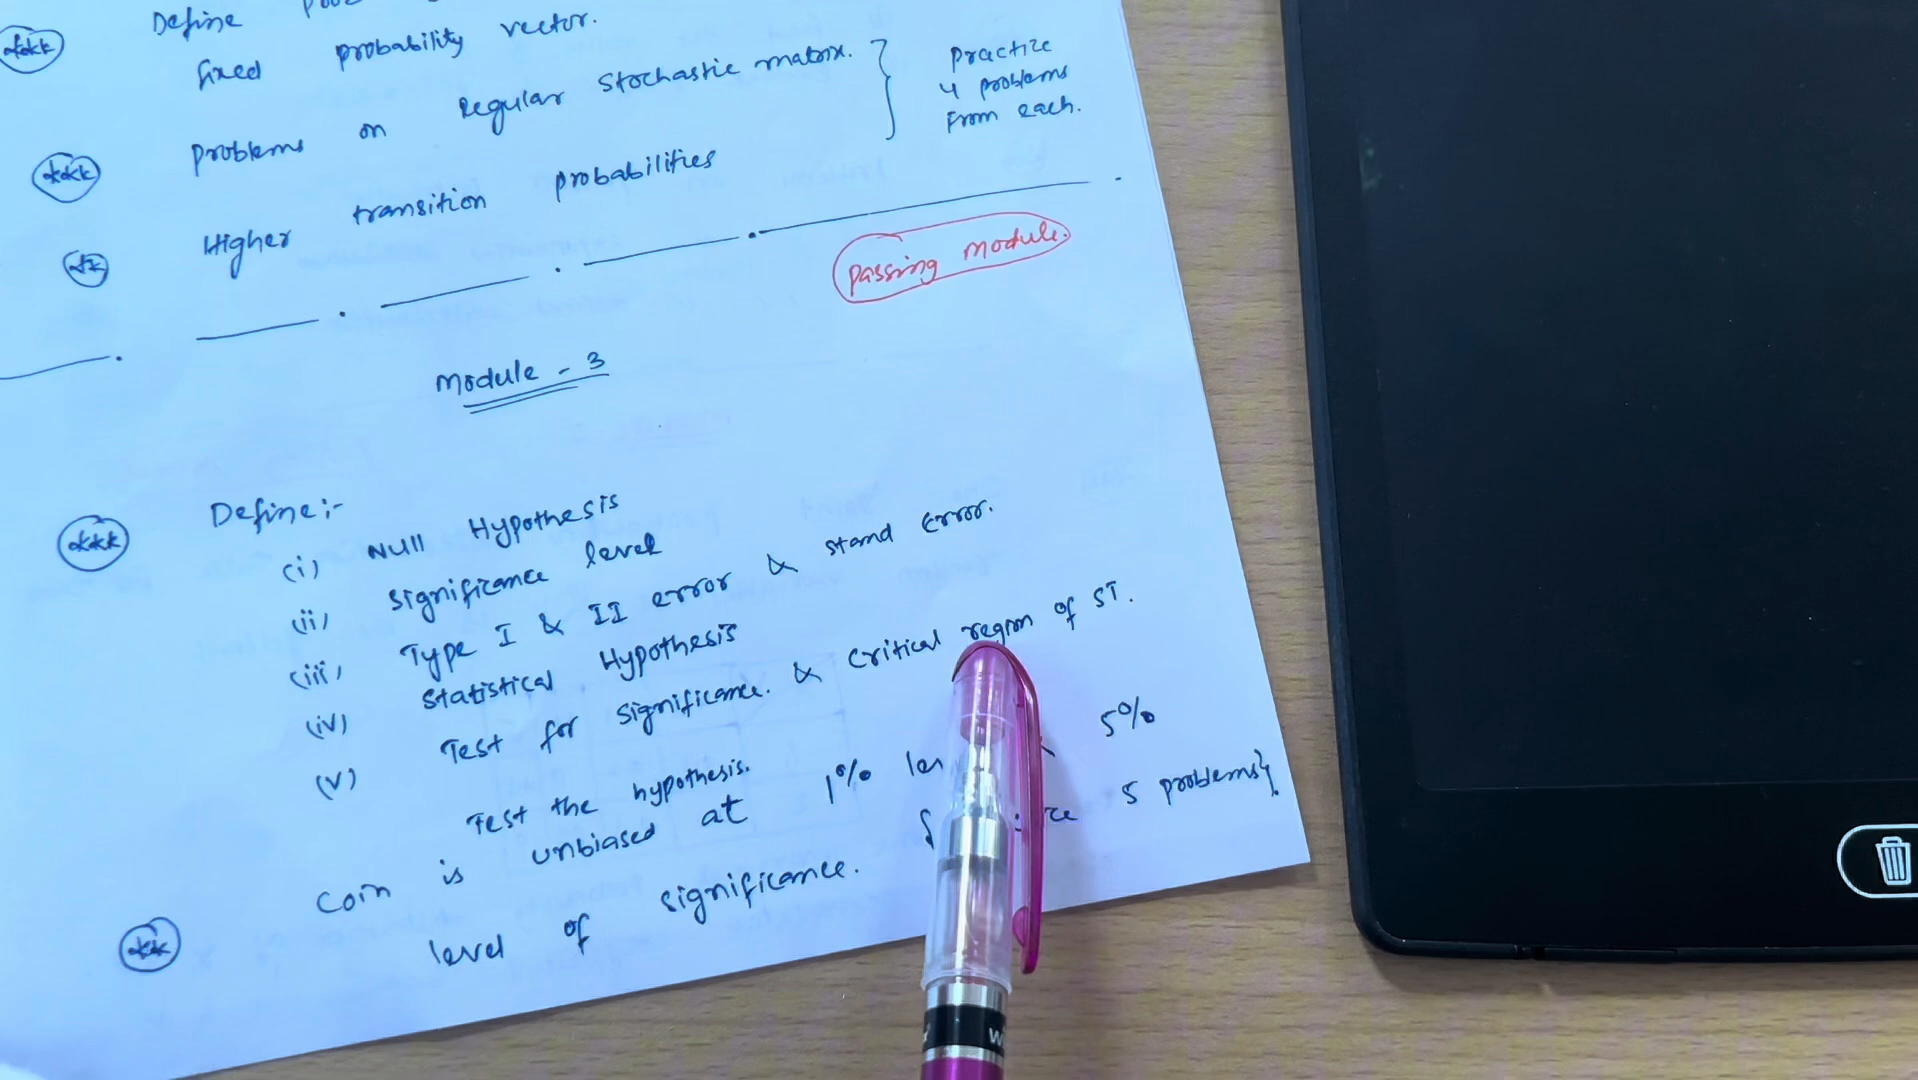 *** Define
fixed probability vector.
*** problems on Regular stochastic matrix. } Practize
4 problems
From each.
** Higher transition probabilities
Passing module.
Module - 3
*** Define:-
(i) Null Hypothesis
(ii) significance level
(iii) Type I & II error & stand Error.
(iv) Statistical Hypothesis
(v) Test for significance. & critical region of ST.
Test the hypothesis.
** Coin is unbiased at 1% & 5%
level of significance. 5 problems}